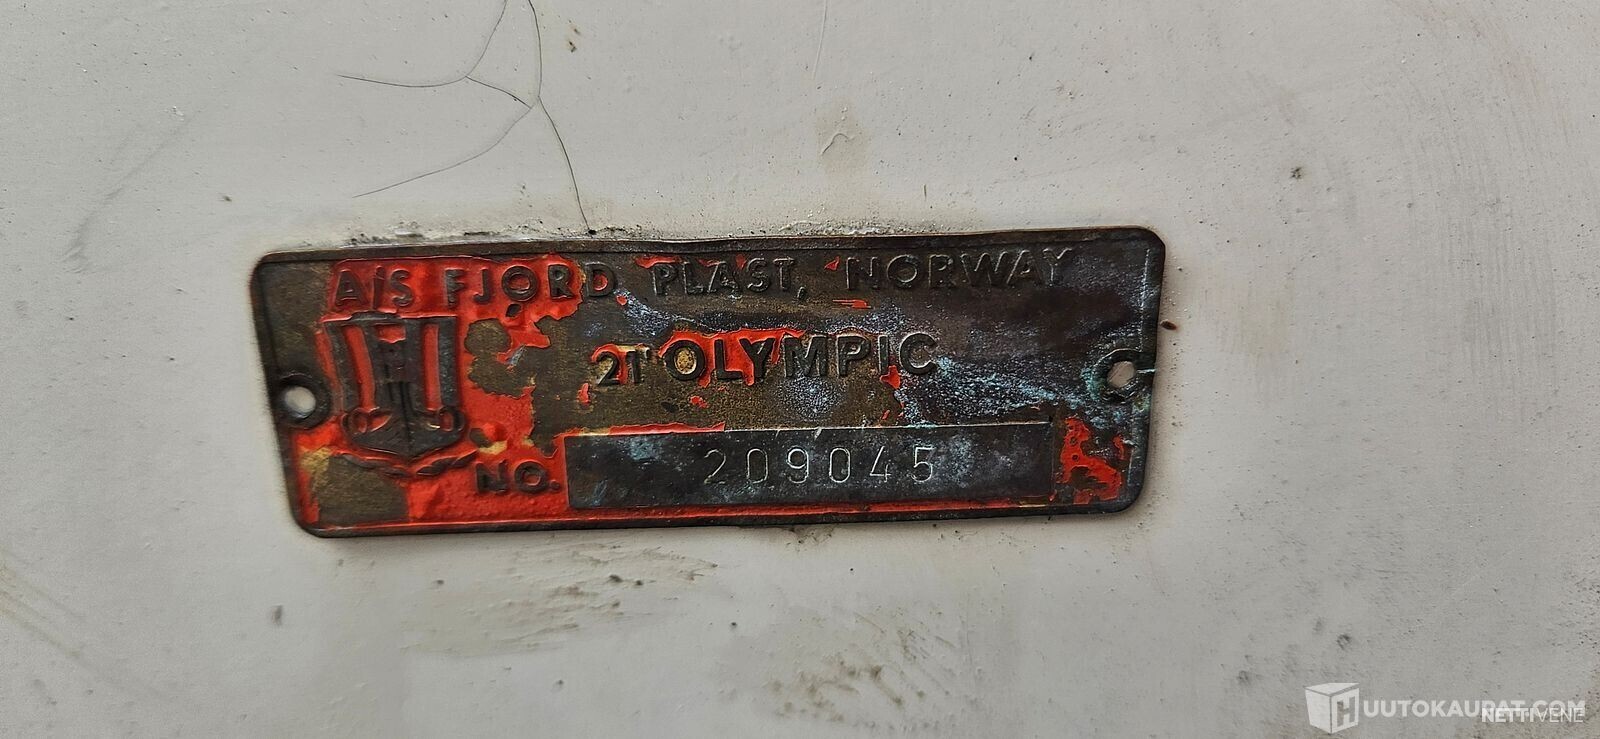 A/S FJORD PLAST, NORWAY
21' OLYMPIC
NO. 209045
HUUTOKAUPAT.COM
NETTIVENE